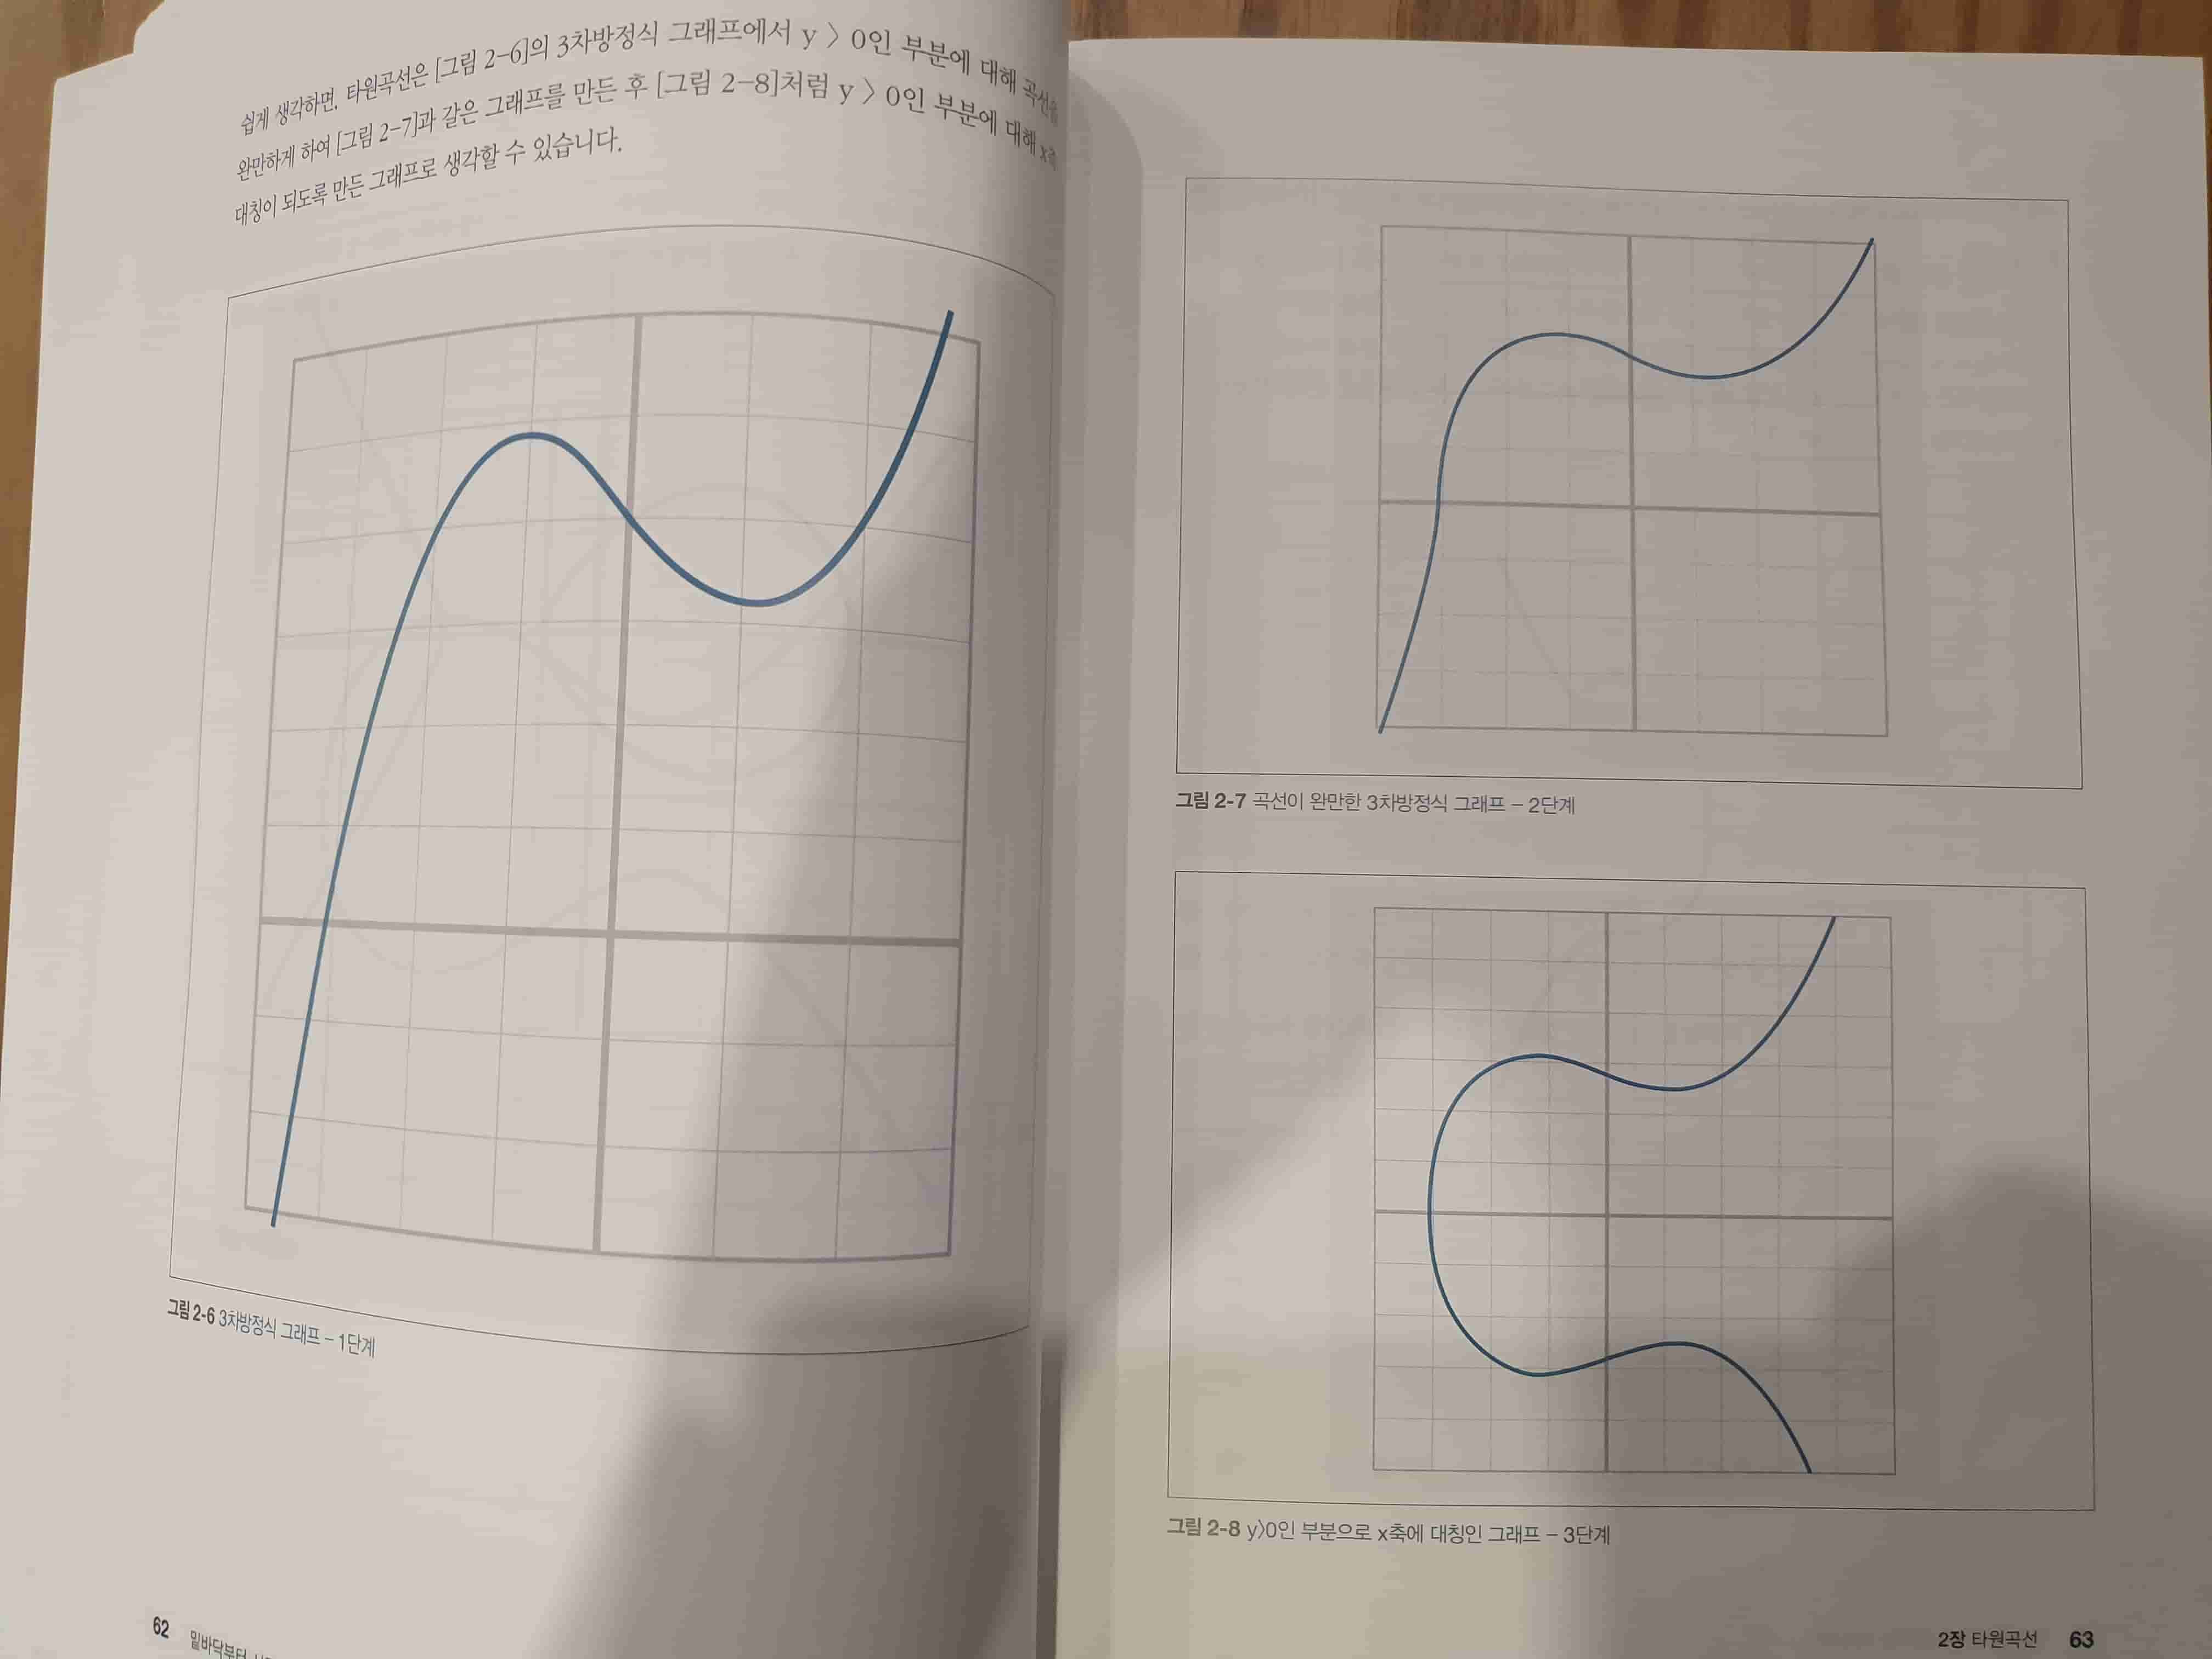 쉽게 생각하면, 타원곡선은 [그림 2-6]의 3차방정식 그래프에서 y > 0인 부분에 대해 곡선을
완만하게 하여 [그림 2-7]과 같은 그래프를 만든 후 [그림 2-8]처럼 y > 0인 부분에 대해 x축
대칭이 되도록 만든 그래프로 생각할 수 있습니다.
그림 2-6 3차방정식 그래프 – 1단계
62 밑바닥부터
그림 2-7 곡선이 완만한 3차방정식 그래프 – 2단계
그림 2-8 y>0인 부분으로 x축에 대칭인 그래프 – 3단계
2장 타원곡선 63